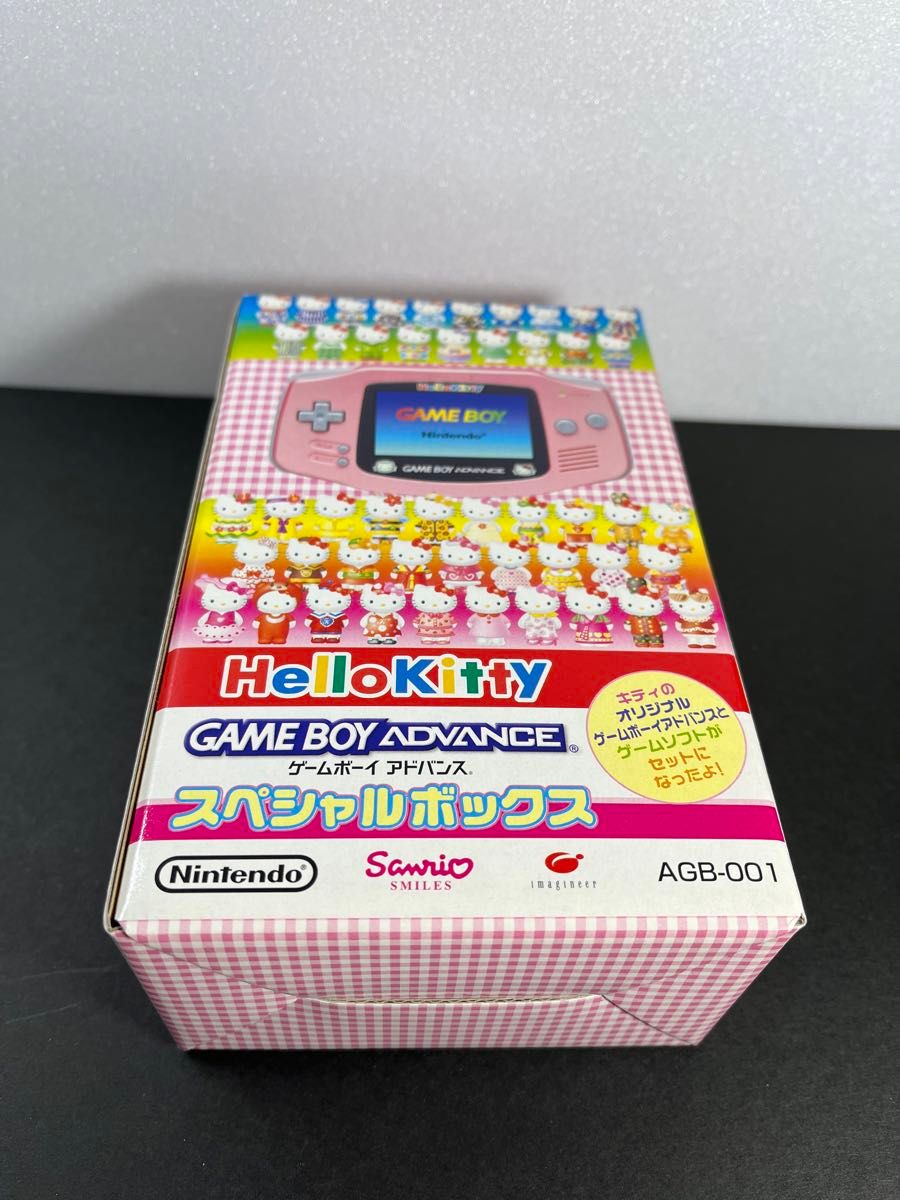 HelloKitty
GAME BOY
Nintendo®
GAME BOY ADVANCE
HelloKitty
GAME BOY ADVANCE®
ゲームボーイ アドバンス®
スペシャルボックス
キティの
オリジナル
ゲームボーイアドバンスと
ゲームソフトが
セットに
なったよ!
Nintendo®
Sanrio
SMILES
imagineer
AGB-001